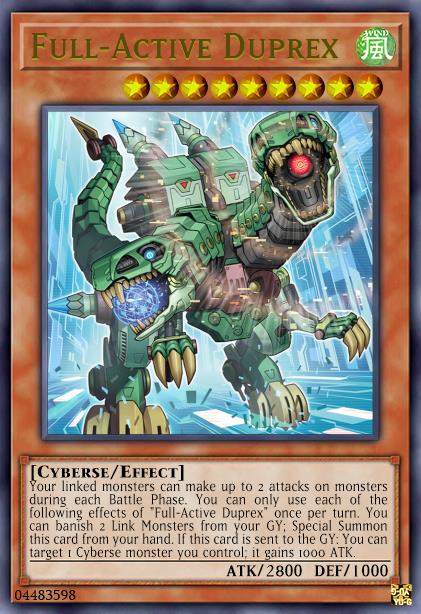 Full-Active Duprex
WIND
風
[Cyberse/Effect]
Your linked monsters can make up to 2 attacks on monsters
during each Battle Phase. You can only use each of the
following effects of "Full-Active Duprex" once per turn. You
can banish 2 Link Monsters from your GY; Special Summon
this card from your hand. If this card is sent to the GY: You can
target 1 Cyberse monster you control; it gains 1000 ATK.
ATK/2800 DEF/1000
04483598